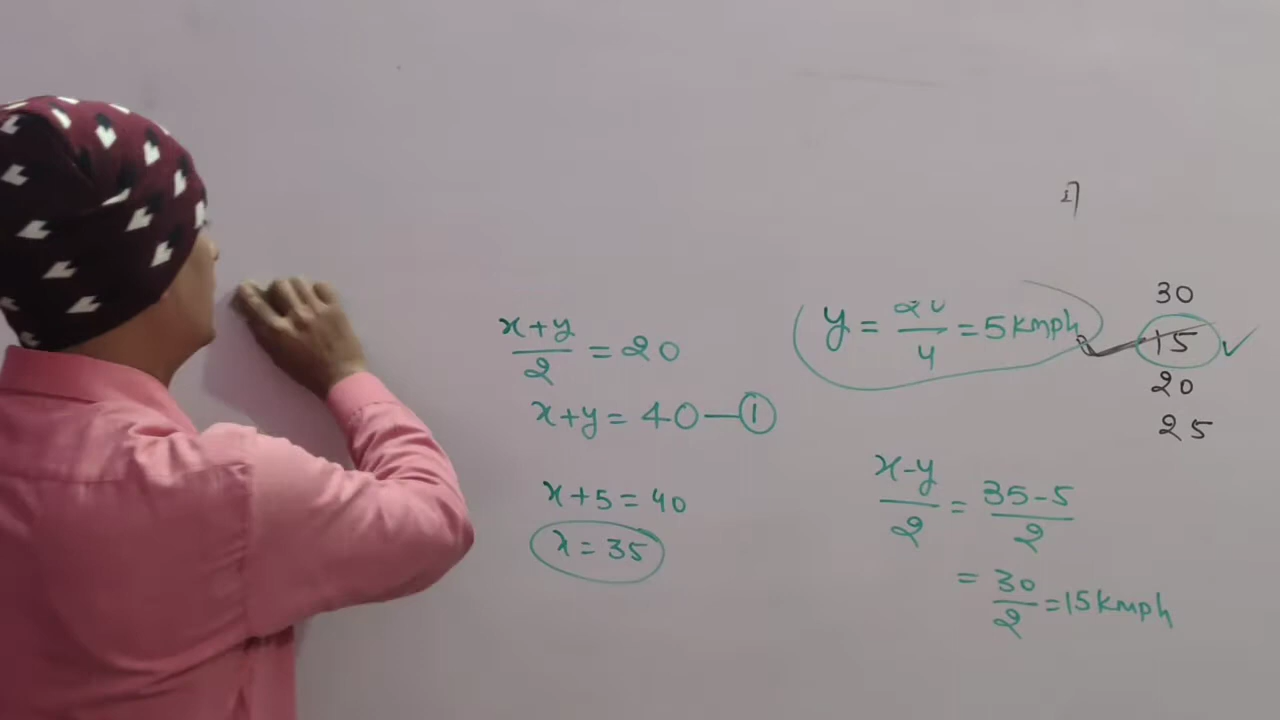 x+y/2 = 20
x+y = 40 — ①
x+5 = 40
x = 35
y = 20/4 = 5 kmph
30
15 ✓
20
25
x-y/2 = 35-5/2
= 30/2 = 15 kmph